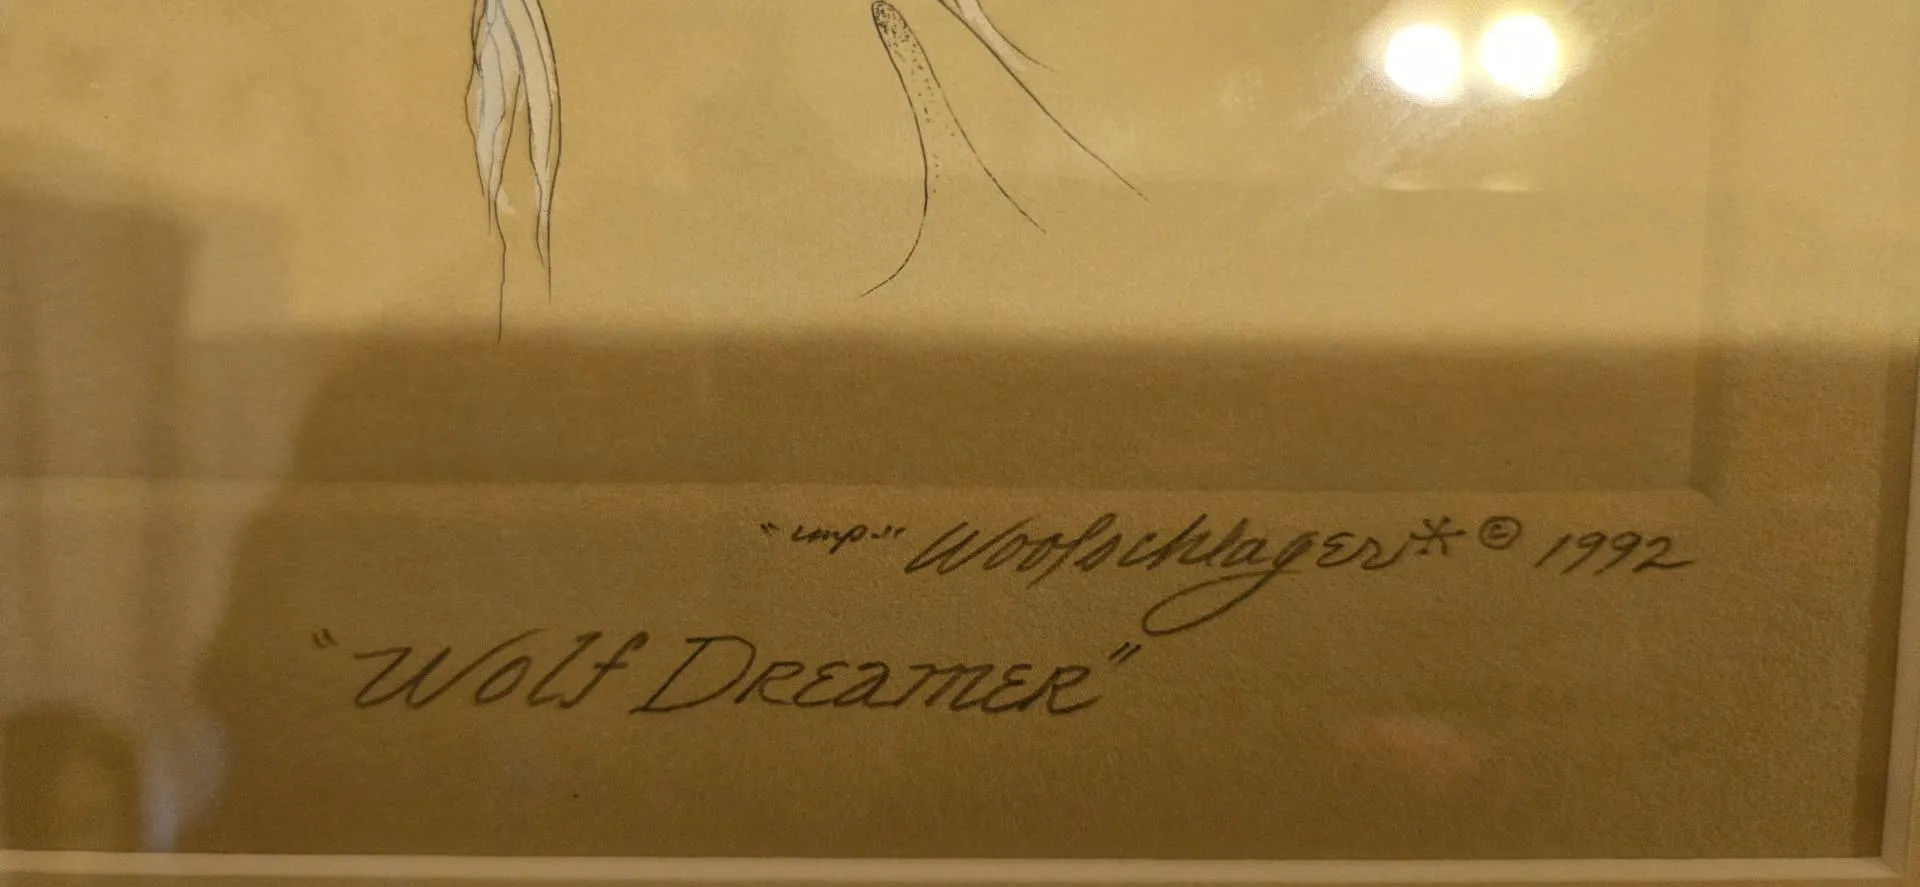 "imp." Woolschlager* © 1992
"Wolf Dreamer"